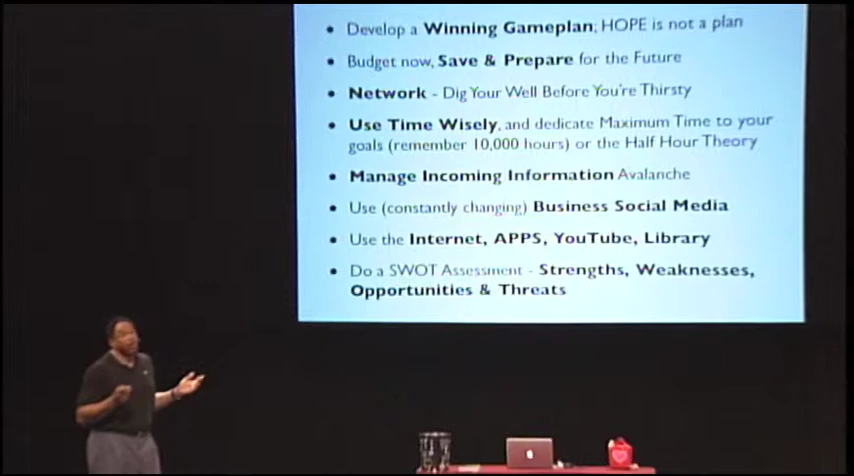 • Develop a Winning Gameplan; HOPE is not a plan
• Budget now, Save & Prepare for the Future
• Network - Dig Your Well Before You're Thirsty
• Use Time Wisely, and dedicate Maximum Time to your
goals (remember 10,000 hours) or the Half Hour Theory
• Manage Incoming Information Avalanche
• Use (constantly changing) Business Social Media
• Use the Internet, APPS, YouTube, Library
• Do a SWOT Assessment - Strengths, Weaknesses,
Opportunities & Threats